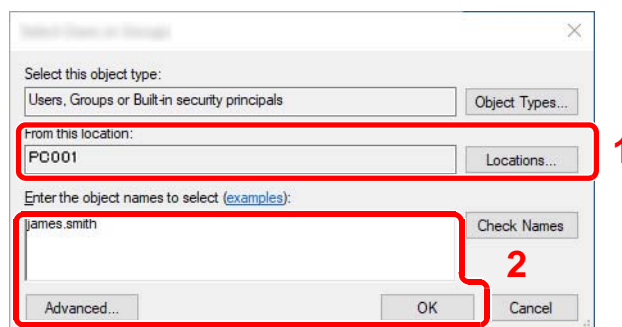 Select this object type:
Users, Groups or Built-in security principals
Object Types...
From this location:
PC001
Locations...
1
Enter the object names to select (examples):
james.smith
Check Names
2
Advanced...
OK
Cancel